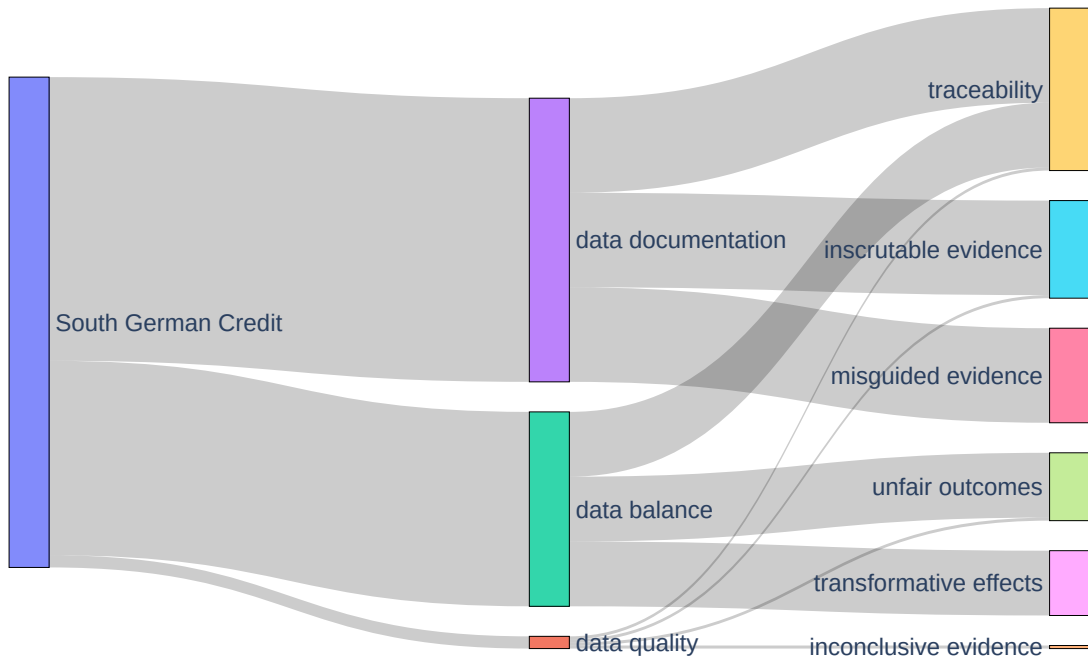 traceability
data documentation
inscrutable evidence
South German Credit
misguided evidence
unfair outcomes
data balance
transformative effects
data quality
inconclusive evidence